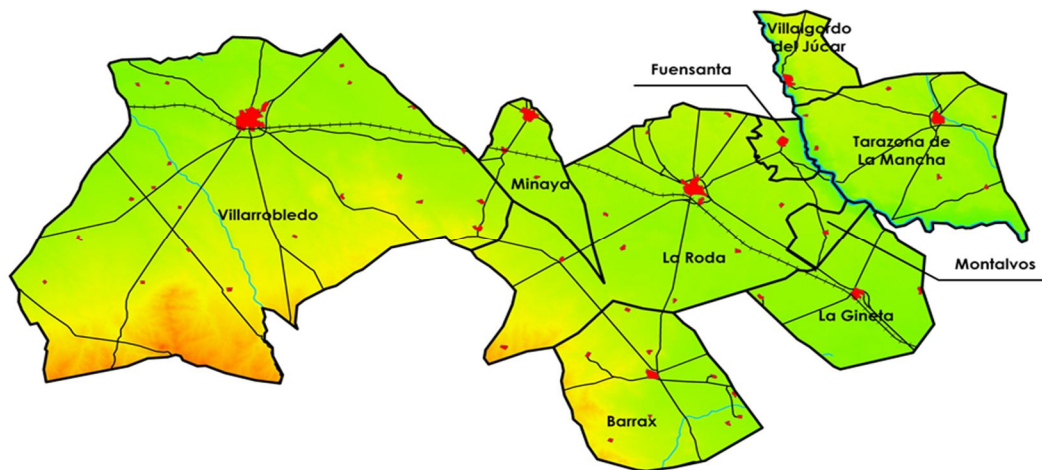 Villalgordo
del Júcar
Fuensanta
Tarazona de
La Mancha
Minaya
Villarrobledo
La Roda
Montalvos
La Gineta
Barrax